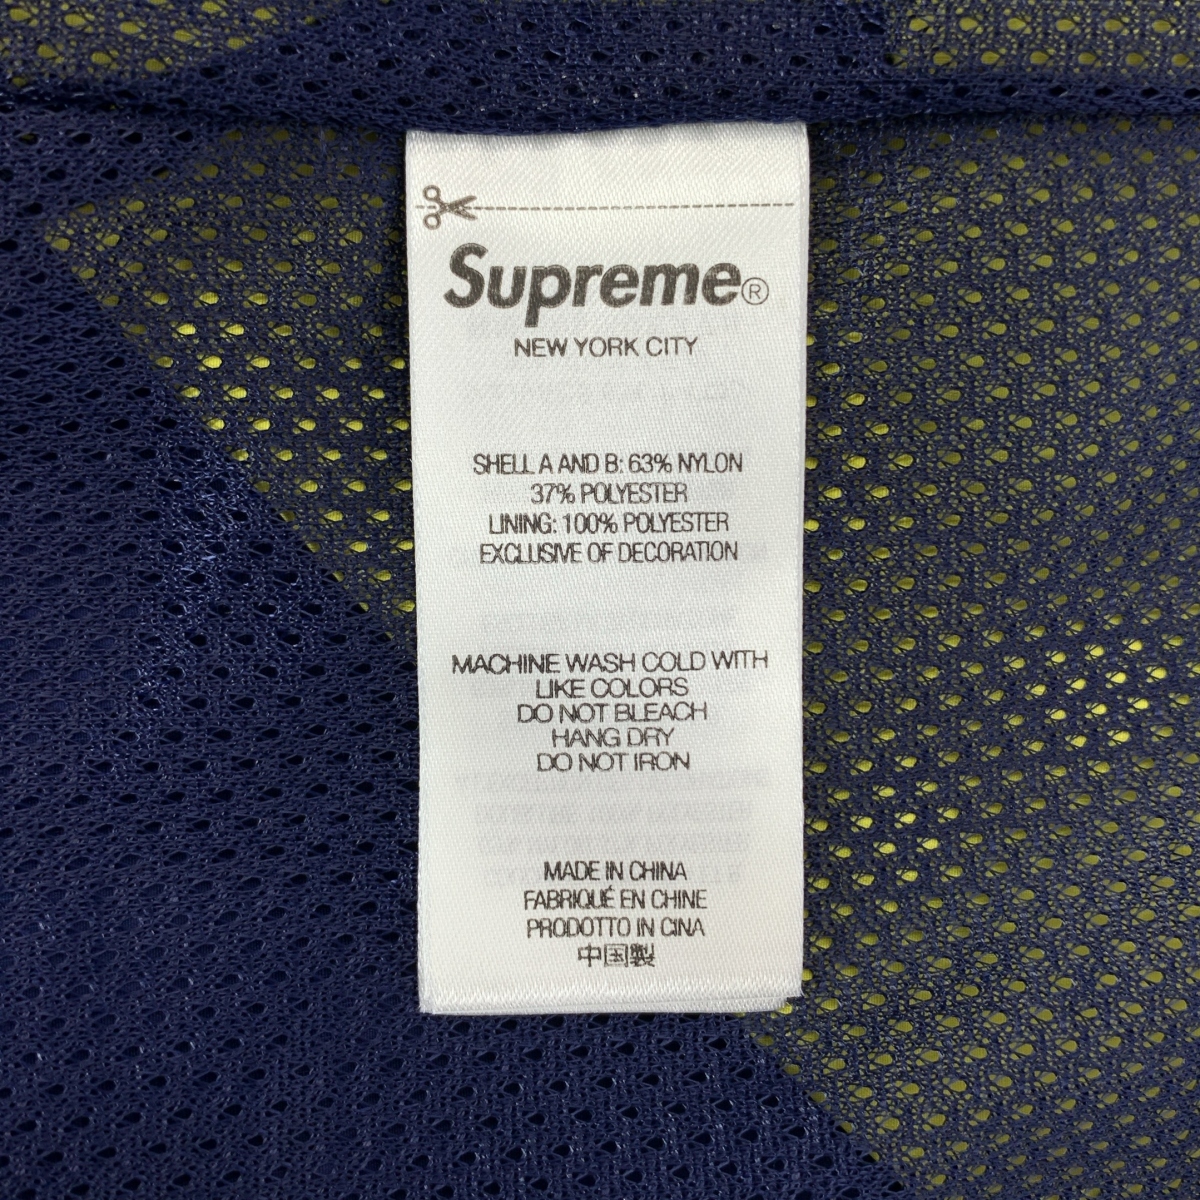 Supreme®
NEW YORK CITY
SHELL A AND B: 63% NYLON
37% POLYESTER
LINING: 100% POLYESTER
EXCLUSIVE OF DECORATION
MACHINE WASH COLD WITH
LIKE COLORS
DO NOT BLEACH
HANG DRY
DO NOT IRON
MADE IN CHINA
FABRIQUÉ EN CHINE
PRODOTTO IN CINA
中国製